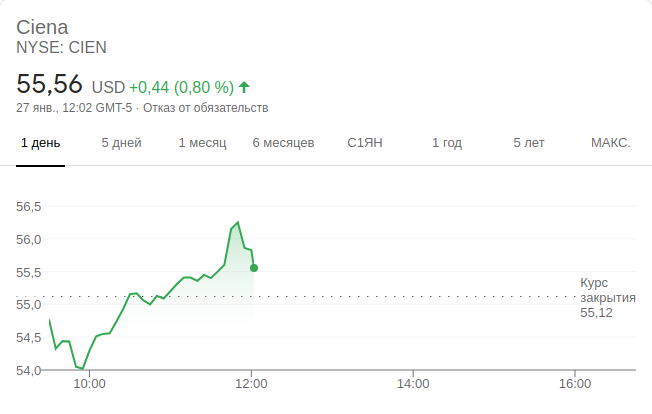 Ciena
NYSE: CIEN
55,56 USD +0,44 (0,80 %)
27 янв., 12:02 GMT-5 · Отказ от обязательств
1 день 5 дней 1 месяц 6 месяцев С1ЯН 1 год 5 лет МАКС.
56,5
56,0
55,5
55,0
54,5
54,0
Курс
закрытия
55,12
10:00 12:00 14:00 16:00